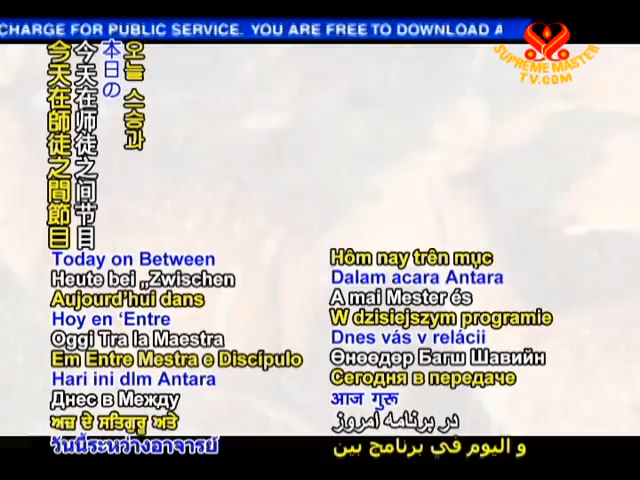 CHARGE FOR PUBLIC SERVICE. YOU ARE FREE TO DOWNLOAD A
SUPREME MASTER
TV.COM
오늘 스승과
本日の
今天在师徒之间节目
今天在師徒之間節目
Today on Between
Heute bei „Zwischen
Aujourd'hui dans
Hoy en ‘Entre
Oggi Tra la Maestra
Em Entre Mestra e Discípulo
Hari ini dlm Antara
Днес в Между
ਅਜ਼ ਦੇ ਸਤਿਗੁਰੂ ਅਤੇ
วันนี้ระหว่างอาจารย์
Hôm nay trên mục
Dalam acara Antara
A mai Mester és
W dzisiejszym programie
Dnes vás v relácii
Өнөөдөр Багш Шавийн
Сегодня в передаче
आज गुरू
در برنامه امروز
و اليوم في برنامج بين